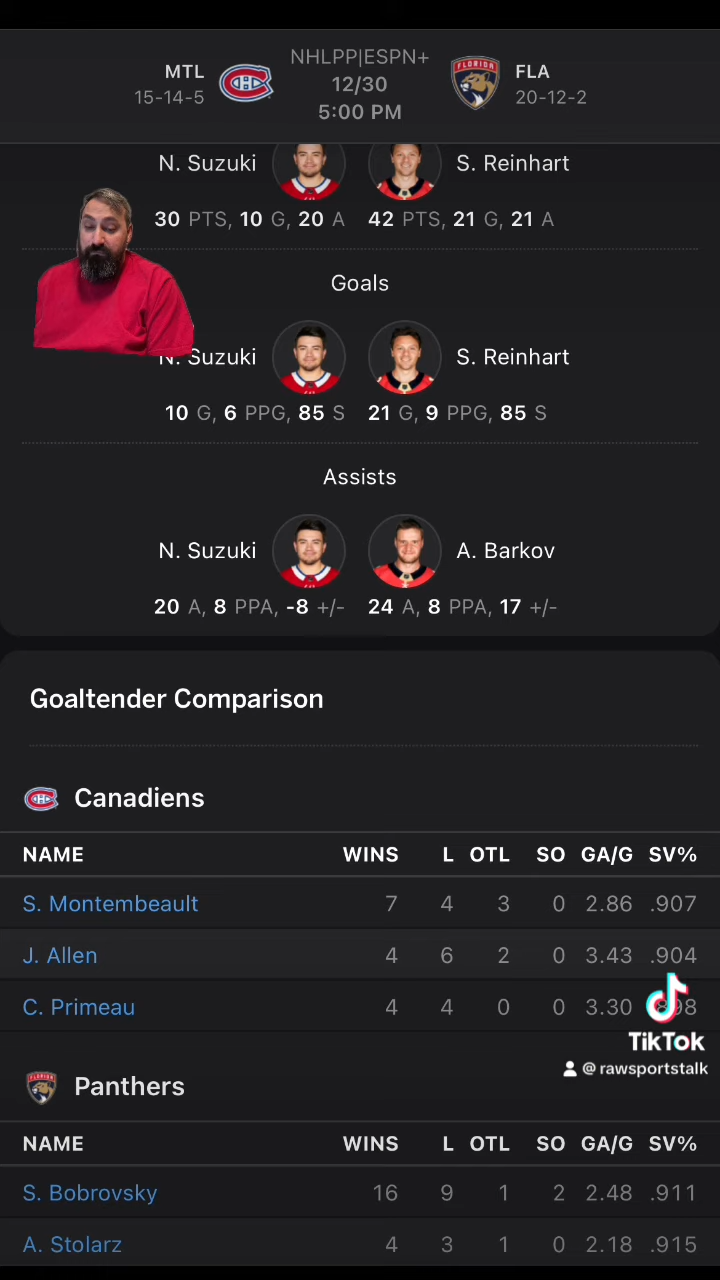 NHLPP|ESPN+
MTL 12/30 FLA
15-14-5 5:00 PM 20-12-2
N. Suzuki S. Reinhart
30 PTS, 10 G, 20 A 42 PTS, 21 G, 21 A
Goals
N. Suzuki S. Reinhart
10 G, 6 PPG, 85 S 21 G, 9 PPG, 85 S
Assists
N. Suzuki A. Barkov
20 A, 8 PPA, -8 +/- 24 A, 8 PPA, 17 +/-
Goaltender Comparison
Canadiens
NAME WINS L OTL SO GA/G SV%
S. Montembeault 7 4 3 0 2.86 .907
J. Allen 4 6 2 0 3.43 .904
C. Primeau 4 4 0 0 3.30
TikTok
@rawsportstalk
Panthers
NAME WINS L OTL SO GA/G SV%
S. Bobrovsky 16 9 1 2 2.48 .911
A. Stolarz 4 3 1 0 2.18 .915